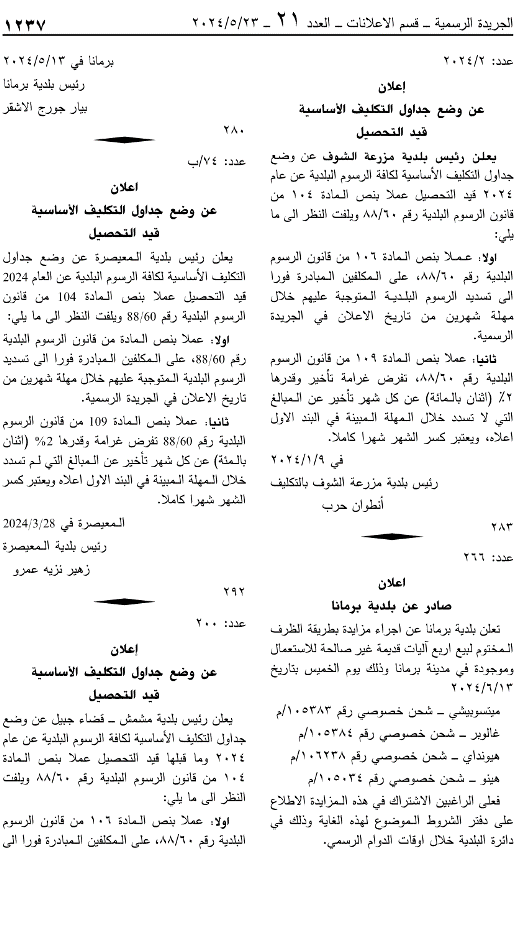 الجريدة الرسمية ــ قسم الاعلانات ــ العدد ٢١ ــ ٢٠٢٤/٥/٢٣
١٢٣٧
عدد: ٢٠٢٤/٢
إعلان
عن وضع جداول التكليف الأساسية
قيد التحصيل
يعلن رئيس بلدية مزرعة الشوف عن وضع
جداول التكليف الأساسية لكافة الرسوم البلدية عن عام
٢٠٢٤ قيد التحصيل عملا بنص المادة ١٠٤ من
قانون الرسوم البلدية رقم ٨٨/٦٠ ويلفت النظر الى ما
يلي:
اولا: عملا بنص المادة ١٠٦ من قانون الرسوم
البلدية رقم ٨٨/٦٠، على المكلفين المبادرة فورا
الى تسديد الرسوم البلدية المتوجبة عليهم خلال
مهلة شهرين من تاريخ الاعلان في الجريدة
الرسمية.
ثانيا: عملا بنص المادة ١٠٩ من قانون الرسوم
البلدية رقم ٨٨/٦٠، تفرض غرامة تأخير وقدرها
٢٪ (اثنان بالمائة) عن كل شهر تأخير عن المبالغ
التي لا تسدد خلال المهلة المبينة في البند الاول
اعلاه، ويعتبر كسر الشهر شهرا كاملا.
في ٢٠٢٤/١/٩
رئيس بلدية مزرعة الشوف بالتكليف
أنطوان حرب
٢٨٣
عدد: ٢٦٦
اعلان
صادر عن بلدية برمانا
تعلن بلدية برمانا عن اجراء مزايدة بطريقة الظرف
المختوم لبيع اربع آليات قديمة غير صالحة للاستعمال
وموجودة في مدينة برمانا وذلك يوم الخميس بتاريخ
٢٠٢٤/٦/١٣
ميتسوبيشي ــ شحن خصوصي رقم ١٠٥٣٨٣/م
غالوبر ــ شحن خصوصي رقم ١٠٥٣٨٤/م
هيونداي ــ شحن خصوصي رقم ١٠٦٢٣٨/م
هينو ــ شحن خصوصي رقم ١٠٥٠٣٤/م
فعلى الراغبين الاشتراك في هذه المزايدة الاطلاع
على دفتر الشروط الموضوع لهذه الغاية وذلك في
دائرة البلدية خلال اوقات الدوام الرسمي.
برمانا في ٢٠٢٤/٥/١٣
رئيس بلدية برمانا
بيار جورج الاشقر
٢٨٠
عدد: ٧٤/ب
اعلان
عن وضع جداول التكليف الأساسية
قيد التحصيل
يعلن رئيس بلدية المعيصرة عن وضع جداول
التكليف الأساسية لكافة الرسوم البلدية عن العام 2024
قيد التحصيل عملا بنص المادة 104 من قانون
الرسوم البلدية رقم 88/60 ويلفت النظر الى ما يلي:
اولا: عملا بنص المادة من قانون الرسوم البلدية
رقم 88/60، على المكلفين المبادرة فورا الى تسديد
الرسوم البلدية المتوجبة عليهم خلال مهلة شهرين من
تاريخ الاعلان في الجريدة الرسمية.
ثانيا: عملا بنص المادة 109 من قانون الرسوم
البلدية رقم 88/60 تفرض غرامة وقدرها 2% (اثنان
بالمئة) عن كل شهر تأخير عن المبالغ التي لم تسدد
خلال المهلة المبينة في البند الاول اعلاه ويعتبر كسر
الشهر شهرا كاملا.
المعيصرة في 2024/3/28
رئيس بلدية المعيصرة
زهير نزيه عمرو
٢٩٢
عدد: ٢٠٠
إعلان
عن وضع جداول التكليف الأساسية
قيد التحصيل
يعلن رئيس بلدية مشمش ــ قضاء جبيل عن وضع
جداول التكليف الأساسية لكافة الرسوم البلدية عن عام
٢٠٢٤ وما قبلها قيد التحصيل عملا بنص المادة
١٠٤ من قانون الرسوم البلدية رقم ٨٨/٦٠ ويلفت
النظر الى ما يلي:
اولا: عملا بنص المادة ١٠٦ من قانون الرسوم
البلدية رقم ٨٨/٦٠، على المكلفين المبادرة فورا الى